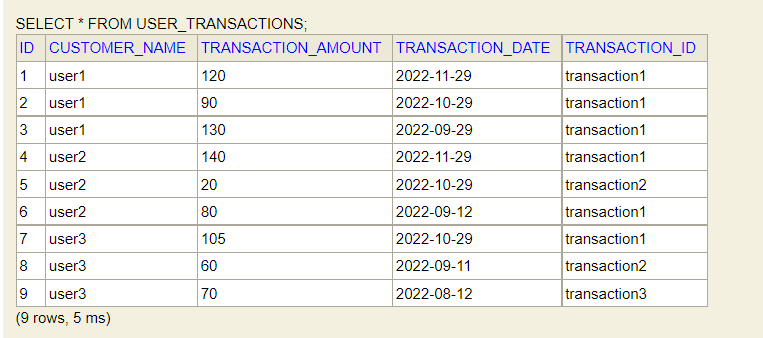 SELECT * FROM USER_TRANSACTIONS;
ID CUSTOMER_NAME TRANSACTION_AMOUNT TRANSACTION_DATE TRANSACTION_ID
1 user1 120 2022-11-29 transaction1
2 user1 90 2022-10-29 transaction1
3 user1 130 2022-09-29 transaction1
4 user2 140 2022-11-29 transaction1
5 user2 20 2022-10-29 transaction2
6 user2 80 2022-09-12 transaction1
7 user3 105 2022-10-29 transaction1
8 user3 60 2022-09-11 transaction2
9 user3 70 2022-08-12 transaction3
(9 rows, 5 ms)